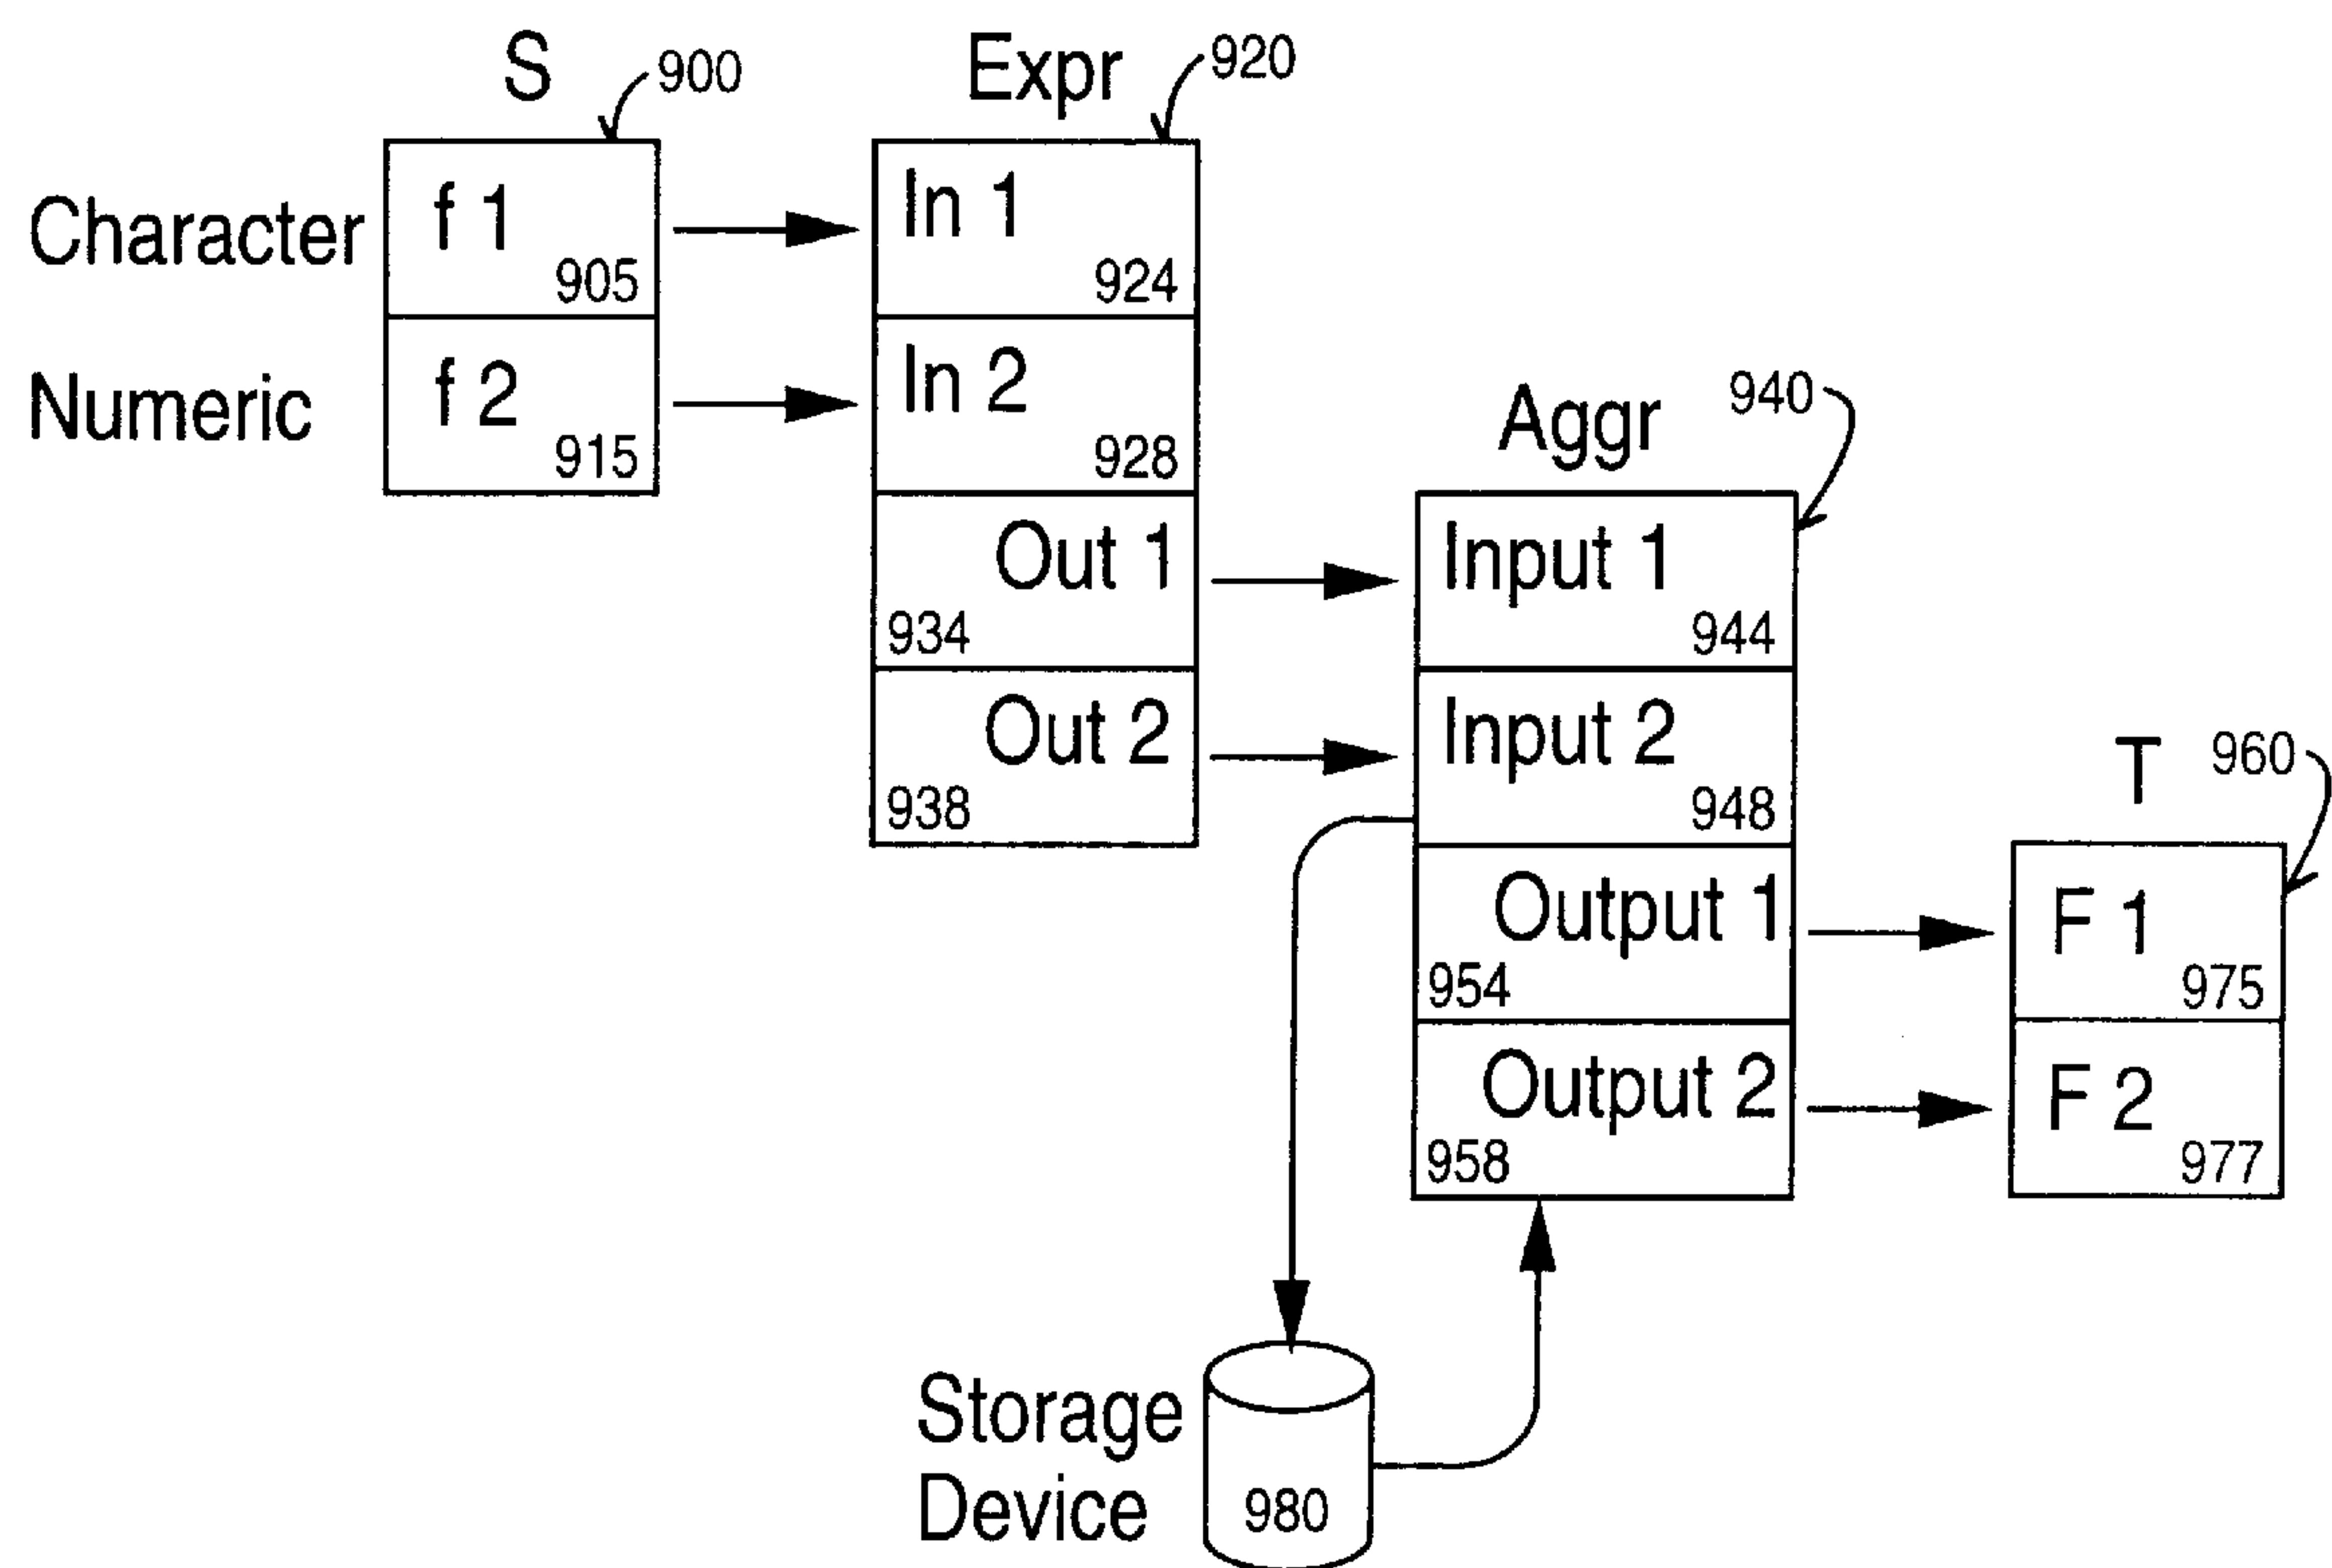 S
900
Expr
920
Character
f 1
905
In 1
924
Numeric
f 2
915
In 2
928
Aggr
940
Out 1
934
Input 1
944
Out 2
938
Input 2
948
T
960
Output 1
954
F 1
975
Output 2
958
F 2
977
Storage
Device
980